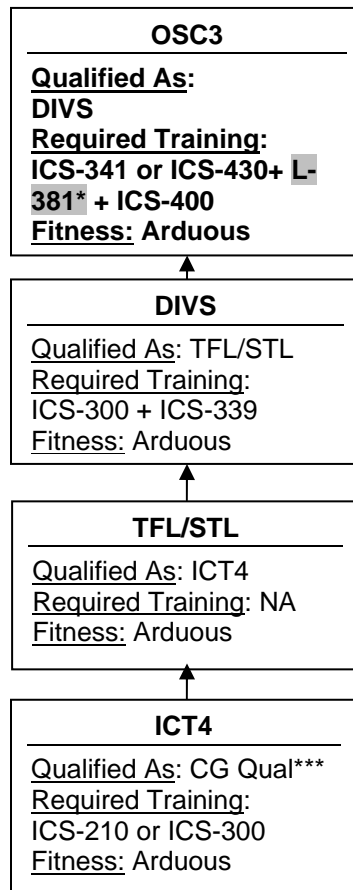 OSC3
Qualified As:
DIVS
Required Training:
ICS-341 or ICS-430+ L-
381* + ICS-400
Fitness: Arduous
DIVS
Qualified As: TFL/STL
Required Training:
ICS-300 + ICS-339
Fitness: Arduous
TFL/STL
Qualified As: ICT4
Required Training: NA
Fitness: Arduous
ICT4
Qualified As: CG Qual***
Required Training:
ICS-210 or ICS-300
Fitness: Arduous